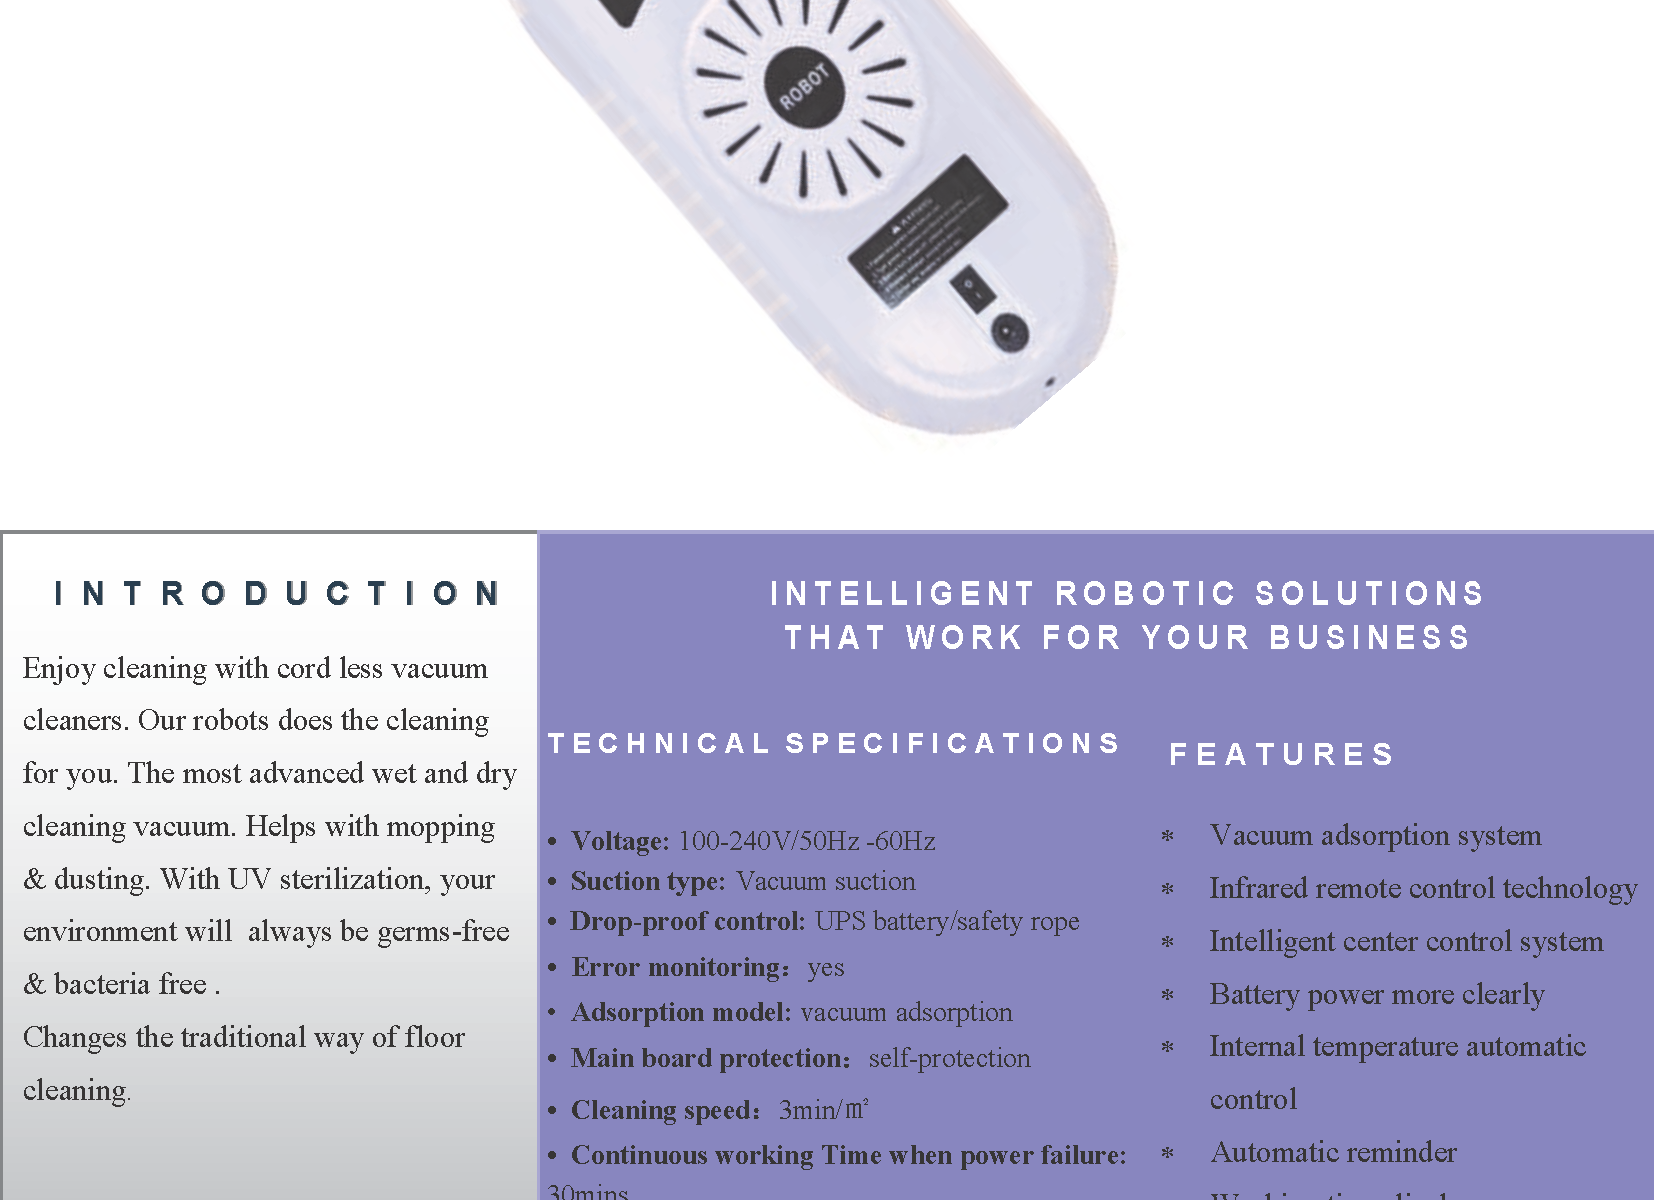 ROBOT
INTRODUCTION
Enjoy cleaning with cord less vacuum
cleaners. Our robots does the cleaning
for you. The most advanced wet and dry
cleaning vacuum. Helps with mopping
& dusting. With UV sterilization, your
environment will  always be germs-free
& bacteria free .
Changes the traditional way of floor
cleaning.
INTELLIGENT ROBOTIC SOLUTIONS
THAT WORK FOR YOUR BUSINESS
TECHNICAL SPECIFICATIONS
• Voltage: 100-240V/50Hz -60Hz
• Suction type: Vacuum suction
• Drop-proof control: UPS battery/safety rope
• Error monitoring： yes
• Adsorption model: vacuum adsorption
• Main board protection： self-protection
• Cleaning speed： 3min/㎡
• Continuous working Time when power failure:
30mins
FEATURES
* Vacuum adsorption system
* Infrared remote control technology
* Intelligent center control system
* Battery power more clearly
* Internal temperature automatic
control
* Automatic reminder